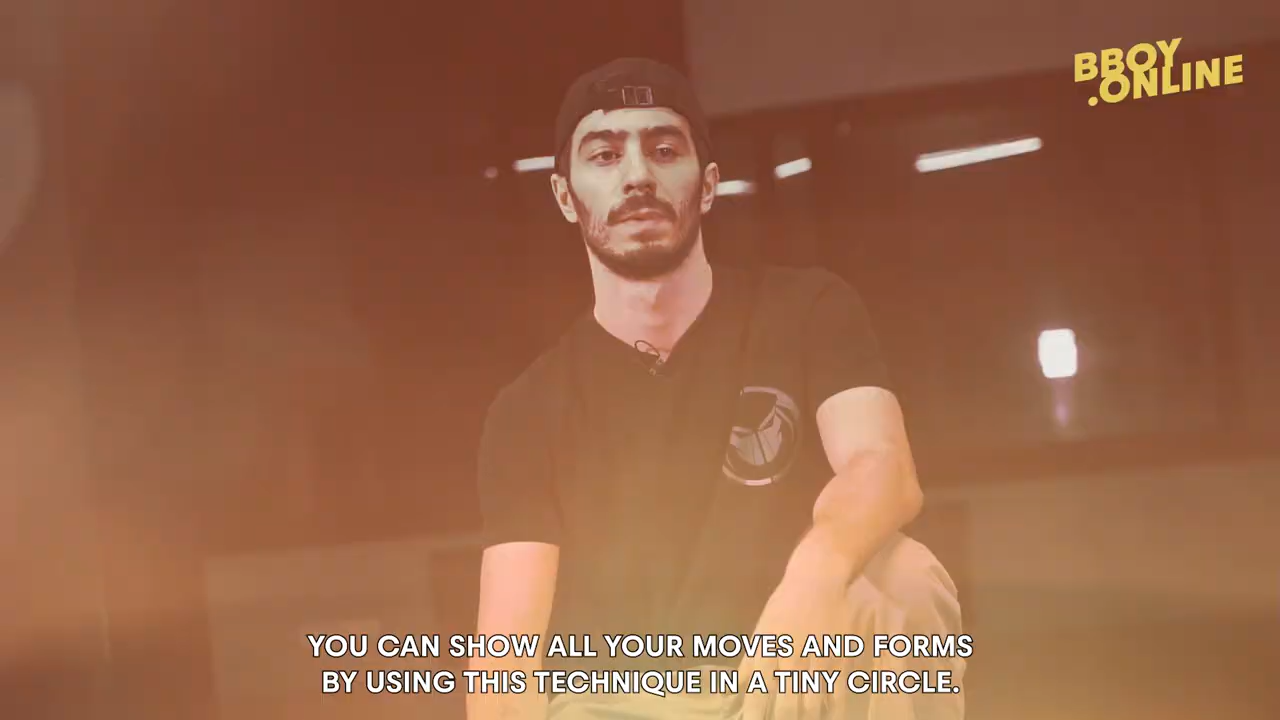 BBOY
.ONLINE
YOU CAN SHOW ALL YOUR MOVES AND FORMS
BY USING THIS TECHNIQUE IN A TINY CIRCLE.